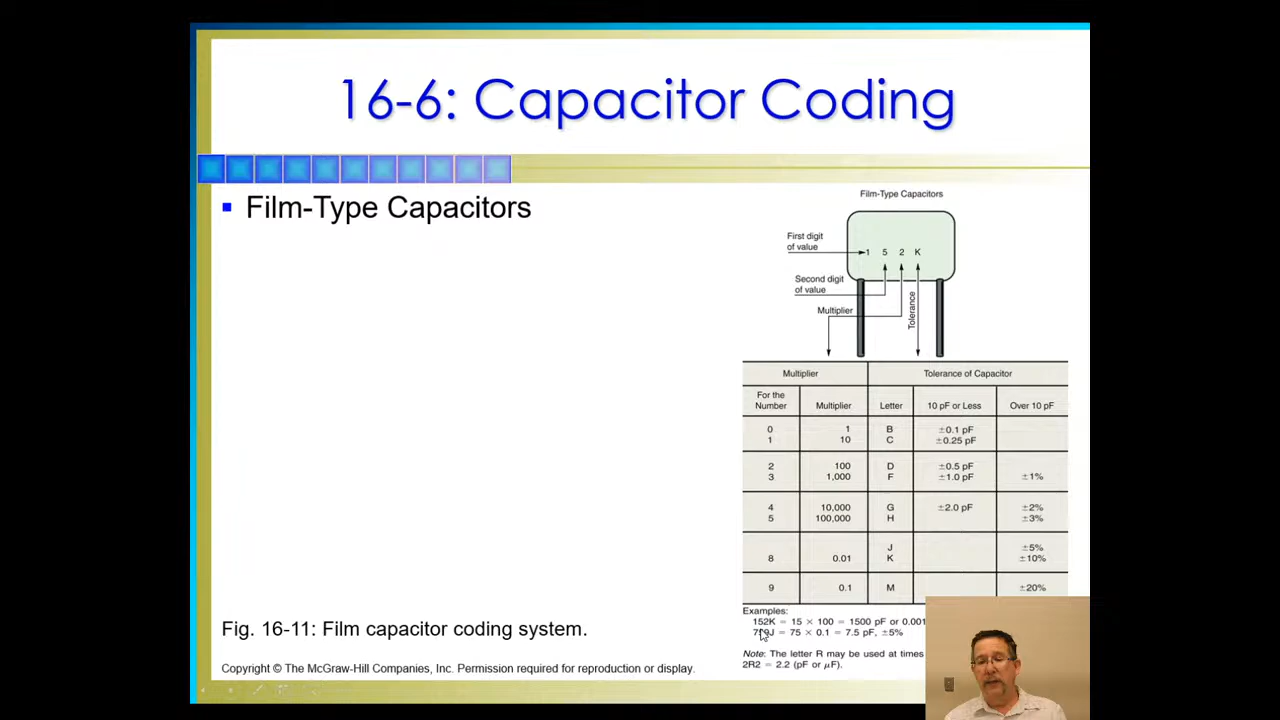 16-6: Capacitor Coding
Film-Type Capacitors
Film-Type Capacitors
First digit
of value
1 5 2 K
Second digit
of value
Multiplier
Tolerance
Multiplier Tolerance of Capacitor
For the
Number Multiplier Letter 10 pF or Less Over 10 pF
0 1 B ±0.1 pF
1 10 C ±0.25 pF
2 100 D ±0.5 pF
3 1,000 F ±1.0 pF ±1%
4 10,000 G ±2.0 pF ±2%
5 100,000 H ±3%
J ±5%
8 0.01 K ±10%
9 0.1 M ±20%
Examples:
152K = 15 × 100 = 1500 pF or 0.001
= 75 × 0.1 = 7.5 pF, ±5%
Note: The letter R may be used at times
2R2 = 2.2 (pF or μF).
Fig. 16-11: Film capacitor coding system.
Copyright © The McGraw-Hill Companies, Inc. Permission required for reproduction or display.